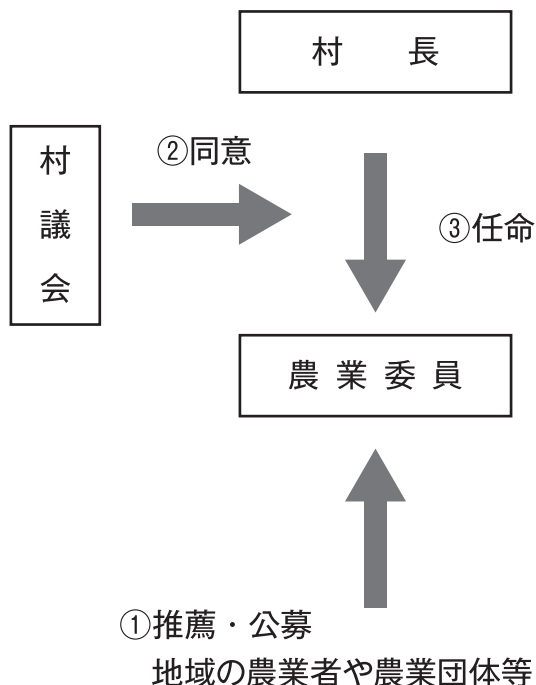 村　　長
②同意
村議会
③任命
農業委員
①推薦・公募
地域の農業者や農業団体等